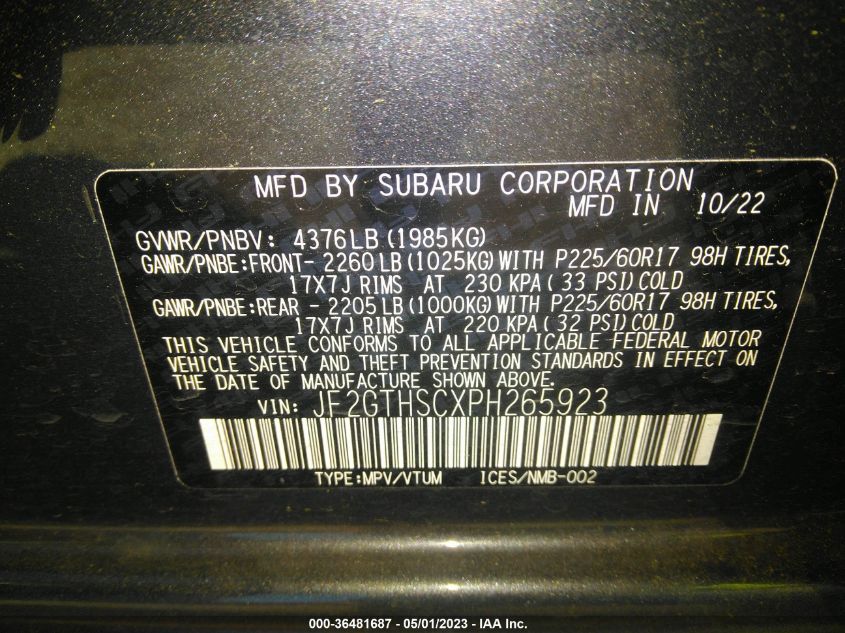 MFD BY SUBARU CORPORATION
MFD IN 10/22
GVWR/PNBV: 4376LB (1985KG)
GAWR/PNBE:FRONT- 2260LB (1025KG) WITH P225/60R17 98H TIRES,
17X7J RIMS AT 230 KPA ( 33 PSI) COLD
GAWR/PNBE:REAR - 2205LB (1000KG) WITH P225/60R17 98H TIRES,
17X7J RIMS AT 220 KPA ( 32 PSI) COLD
THIS VEHICLE CONFORMS TO ALL APPLICABLE FEDERAL MOTOR
VEHICLE SAFETY AND THEFT PREVENTION STANDARDS IN EFFECT ON
THE DATE OF MANUFACTURE SHOWN ABOVE.
VIN: JF2GTHSCXPH265923
TYPE:MPV/VTUM ICES/NMB-002
000-36481687 - 05/01/2023 - IAA Inc.